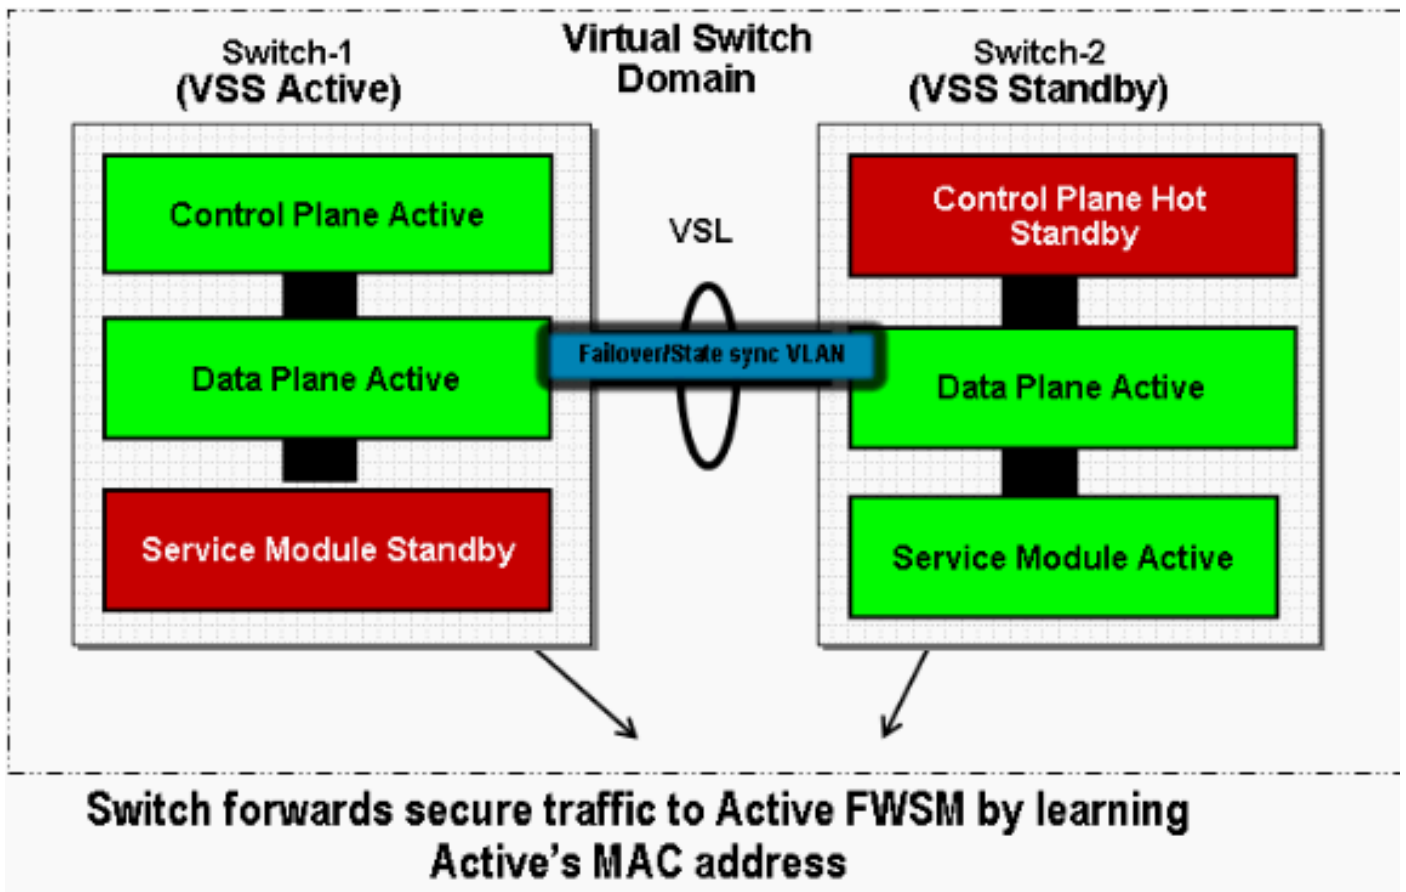 Switch-1
(VSS Active)
Virtual Switch
Domain
Switch-2
(VSS Standby)
Control Plane Active
Data Plane Active
Service Module Standby
VSL
Failover/State sync VLAN
Control Plane Hot
Standby
Data Plane Active
Service Module Active
Switch forwards secure traffic to Active FWSM by learning
Active's MAC address